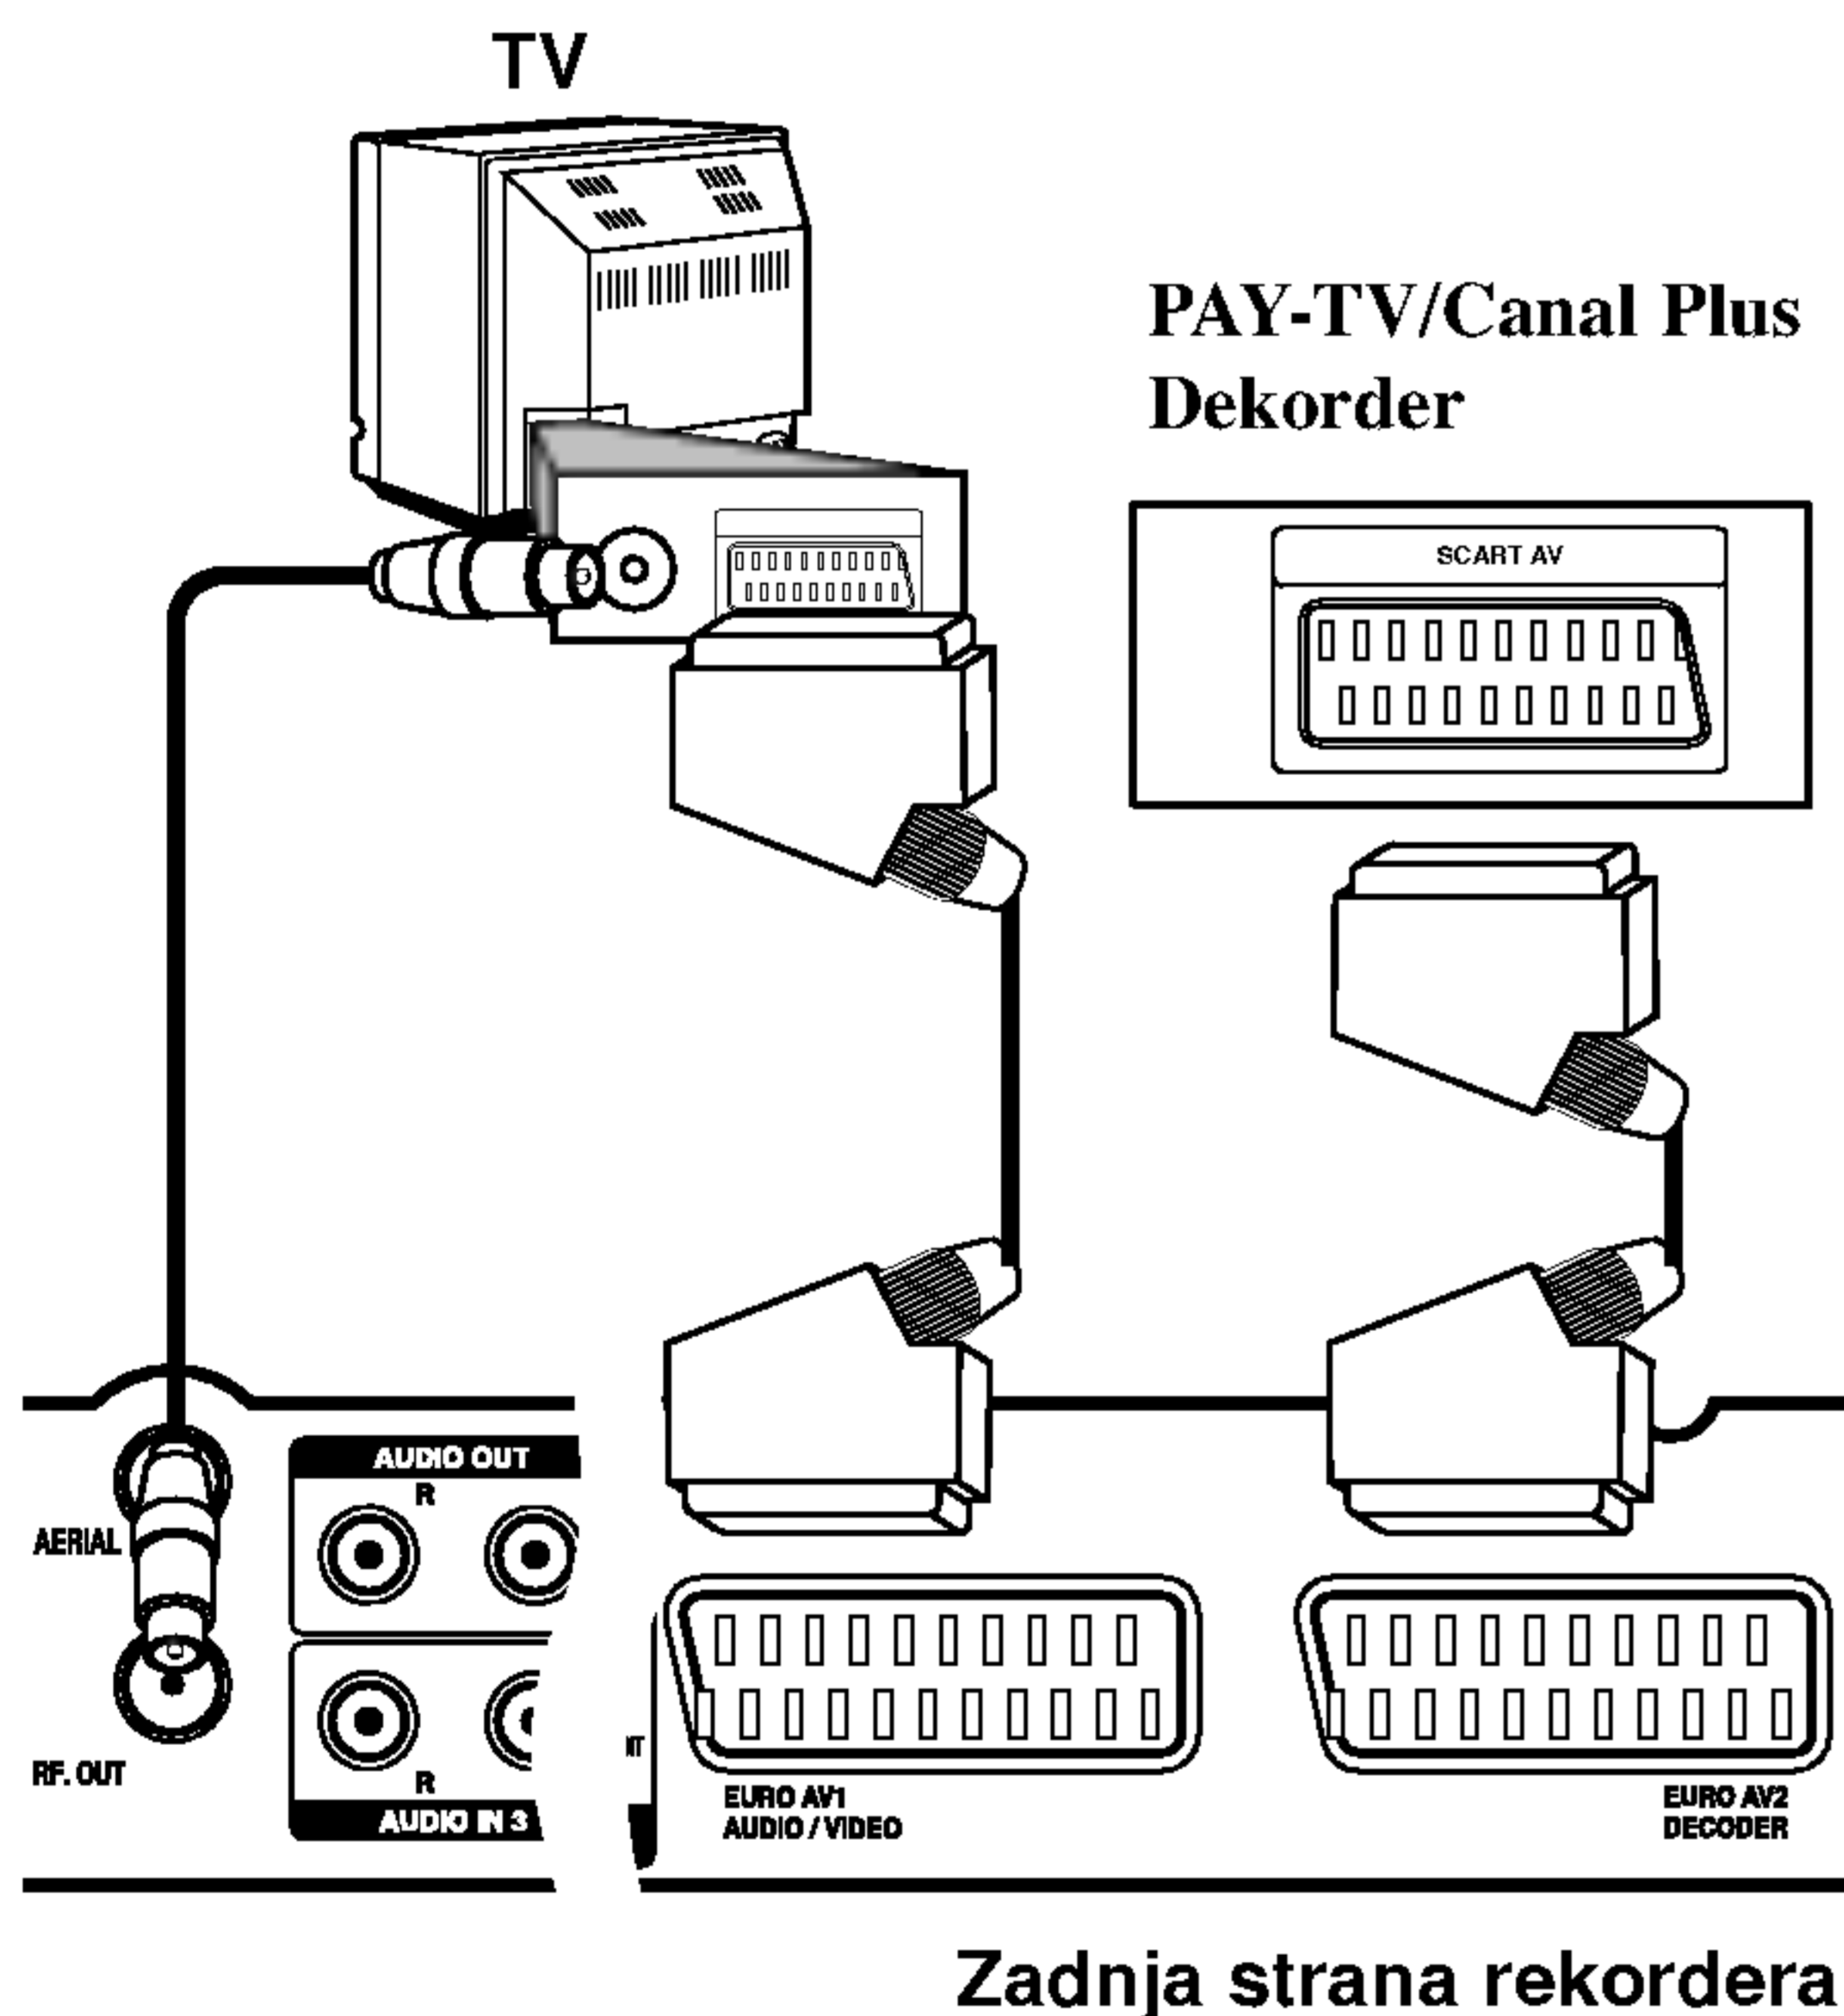 TV
PAY-TV/Canal Plus
Dekorder
SCART AV
AUDIO OUT
R
AERIAL
RF. OUT
R
AUDIO IN 3
EURO AV1
AUDIO / VIDEO
EURO AV2
DECODER
Zadnja strana rekordera